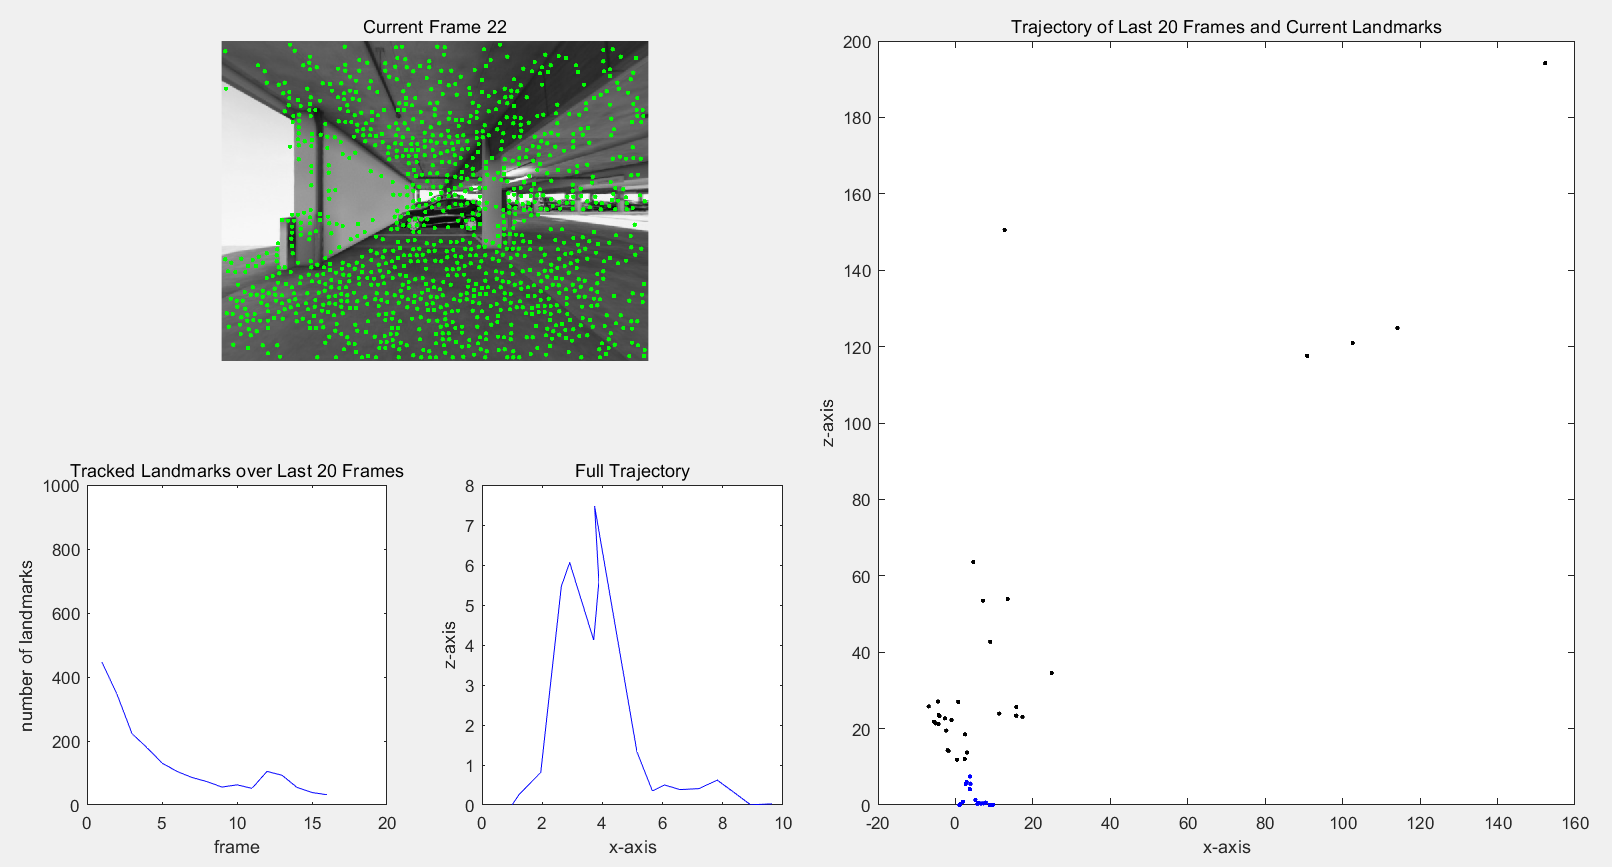 Current Frame 22
Trajectory of Last 20 Frames and Current Landmarks
200
180
160
140
120
100
80
60
40
20
0
z-axis
-20 0 20 40 60 80 100 120 140 160
x-axis
Tracked Landmarks over Last 20 Frames
1000
800
600
400
200
0
number of landmarks
0 5 10 15 20
frame
Full Trajectory
8
7
6
5
4
3
2
1
0
z-axis
0 2 4 6 8 10
x-axis